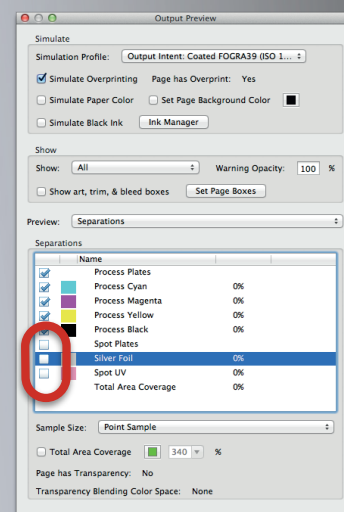 Output Preview
Simulate
Simulation Profile: Output Intent: Coated FOGRA39 (ISO 1...
Simulate Overprinting Page has Overprint: Yes
Simulate Paper Color Set Page Background Color
Simulate Black Ink Ink Manager
Show
Show: All Warning Opacity: 100 %
Show art, trim, & bleed boxes Set Page Boxes
Preview: Separations
Separations
Name
Process Plates
Process Cyan 0%
Process Magenta 0%
Process Yellow 0%
Process Black 0%
Spot Plates
Silver Foil 0%
Spot UV 0%
Total Area Coverage 0%
Sample Size: Point Sample
Total Area Coverage 340 %
Page has Transparency: No
Transparency Blending Color Space: None